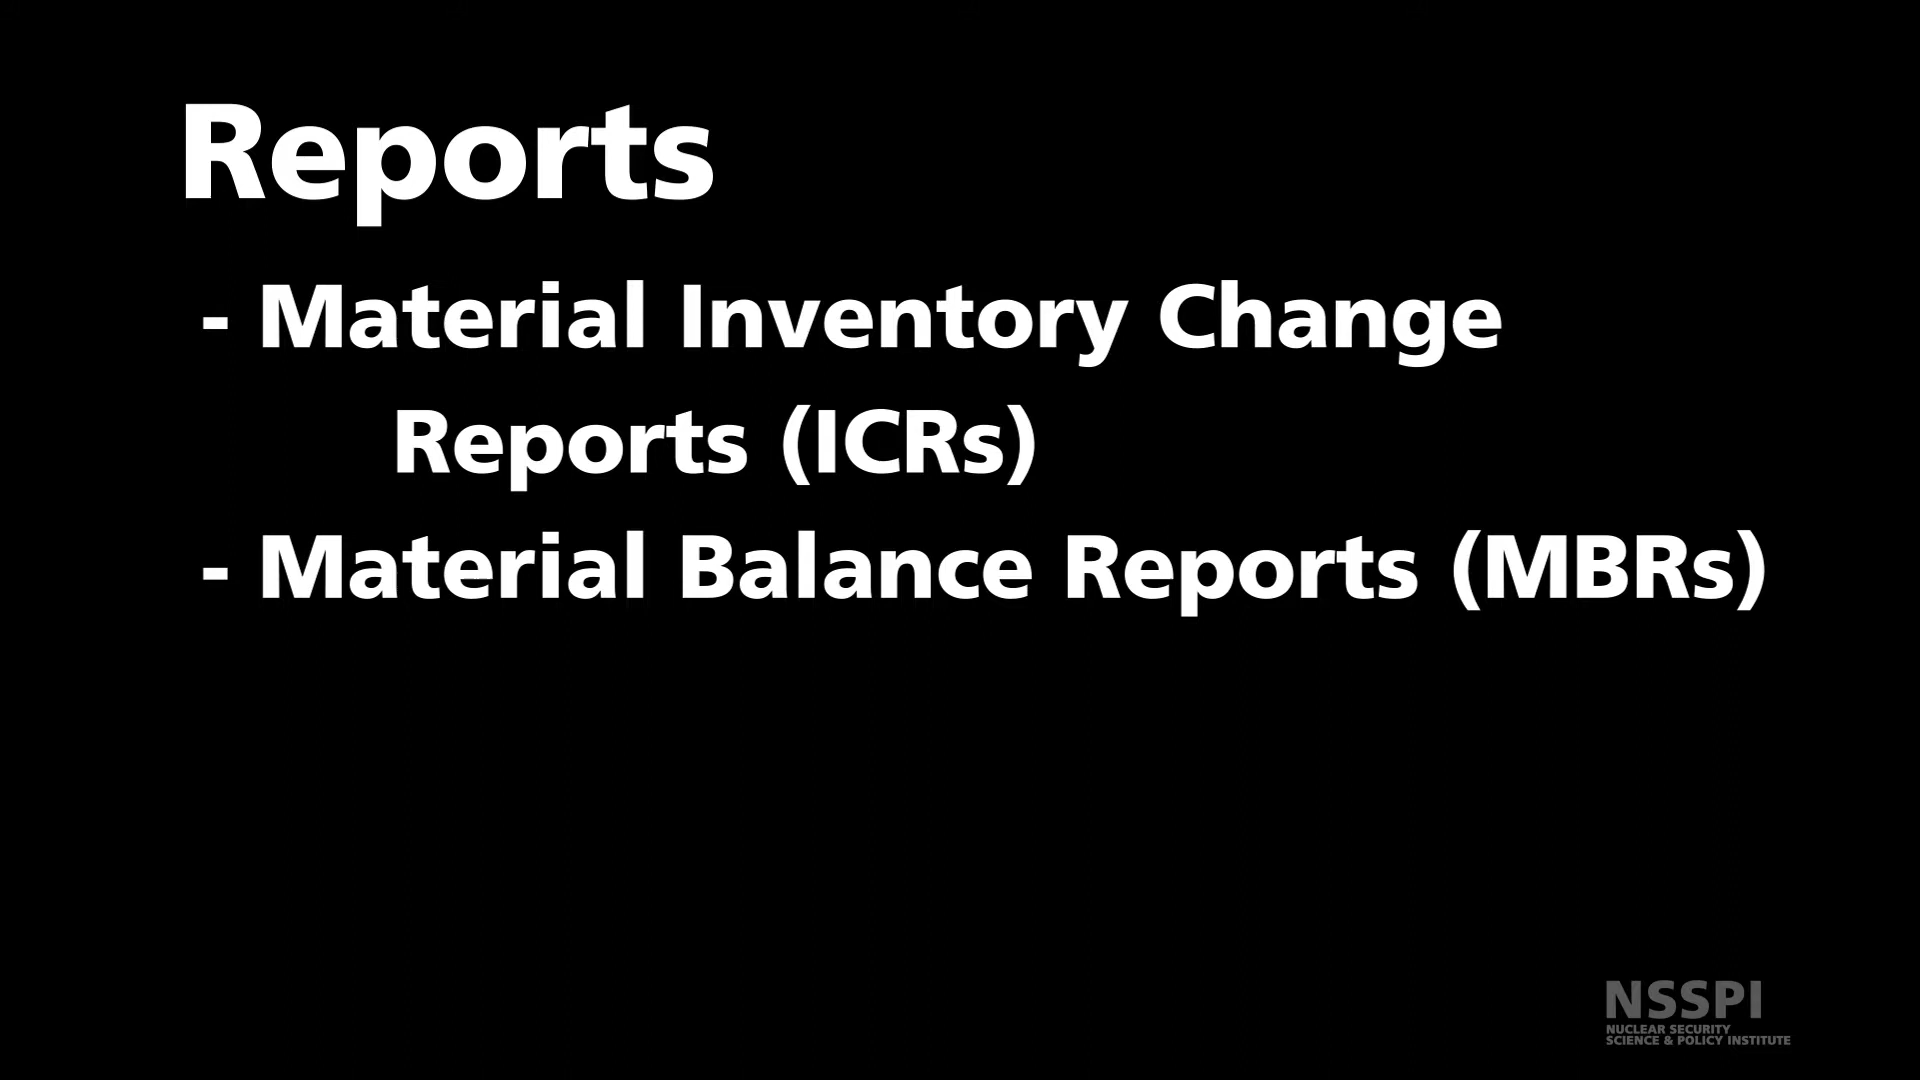 Reports
- Material Inventory Change
Reports (ICRs)
- Material Balance Reports (MBRs)
NSSPI
NUCLEAR SECURITY
SCIENCE & POLICY INSTITUTE